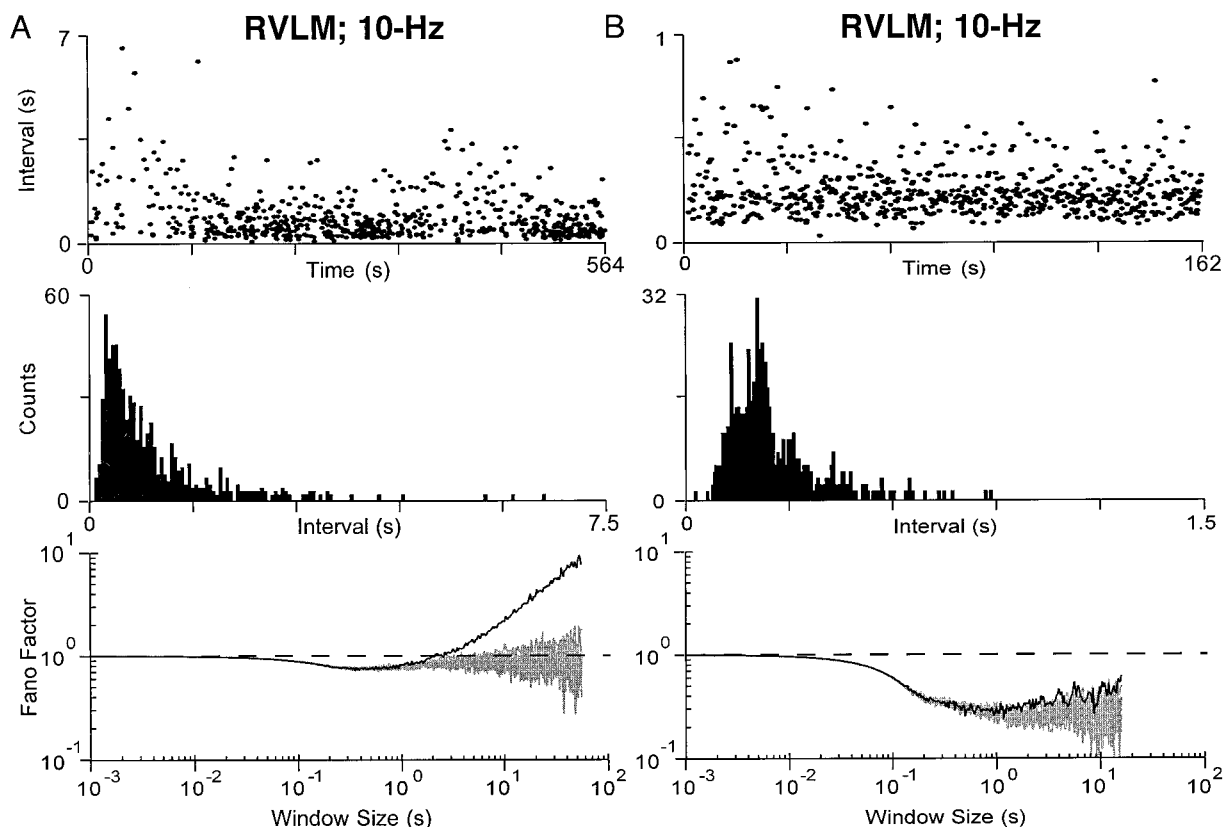 A
RVLM; 10-Hz
7
Interval (s)
0
0
Time (s)
564
60
Counts
0
0
Interval (s)
7.5
10^1
Fano Factor
10^0
10^-1
10^-3
10^-2
10^-1
10^0
10^1
10^2
Window Size (s)
B
RVLM; 10-Hz
1
0
0
Time (s)
162
32
0
0
Interval (s)
1.5
10^1
10^0
10^-1
10^-3
10^-2
10^-1
10^0
10^1
10^2
Window Size (s)